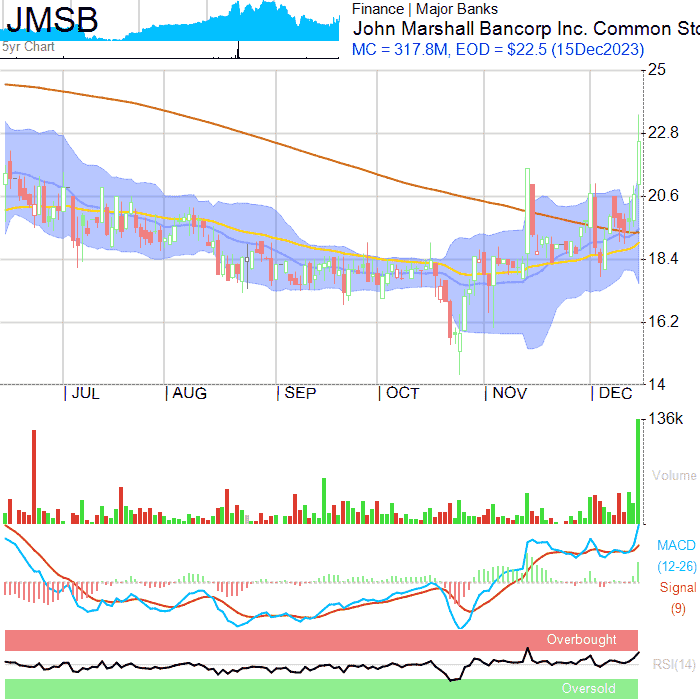 JMSB
5yr Chart
Finance | Major Banks
John Marshall Bancorp Inc. Common Sto
MC = 317.8M, EOD = $22.5 (15Dec2023)
25
22.8
20.6
18.4
16.2
14
| JUL | AUG | SEP | OCT | NOV | DEC
136k
Volume
MACD
(12-26)
Signal
(9)
Overbought
RSI(14)
Oversold